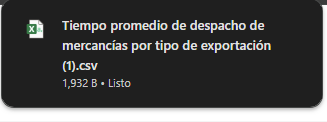 Tiempo promedio de despacho de
mercancías por tipo de exportación
(1).csv
1,932 B • Listo